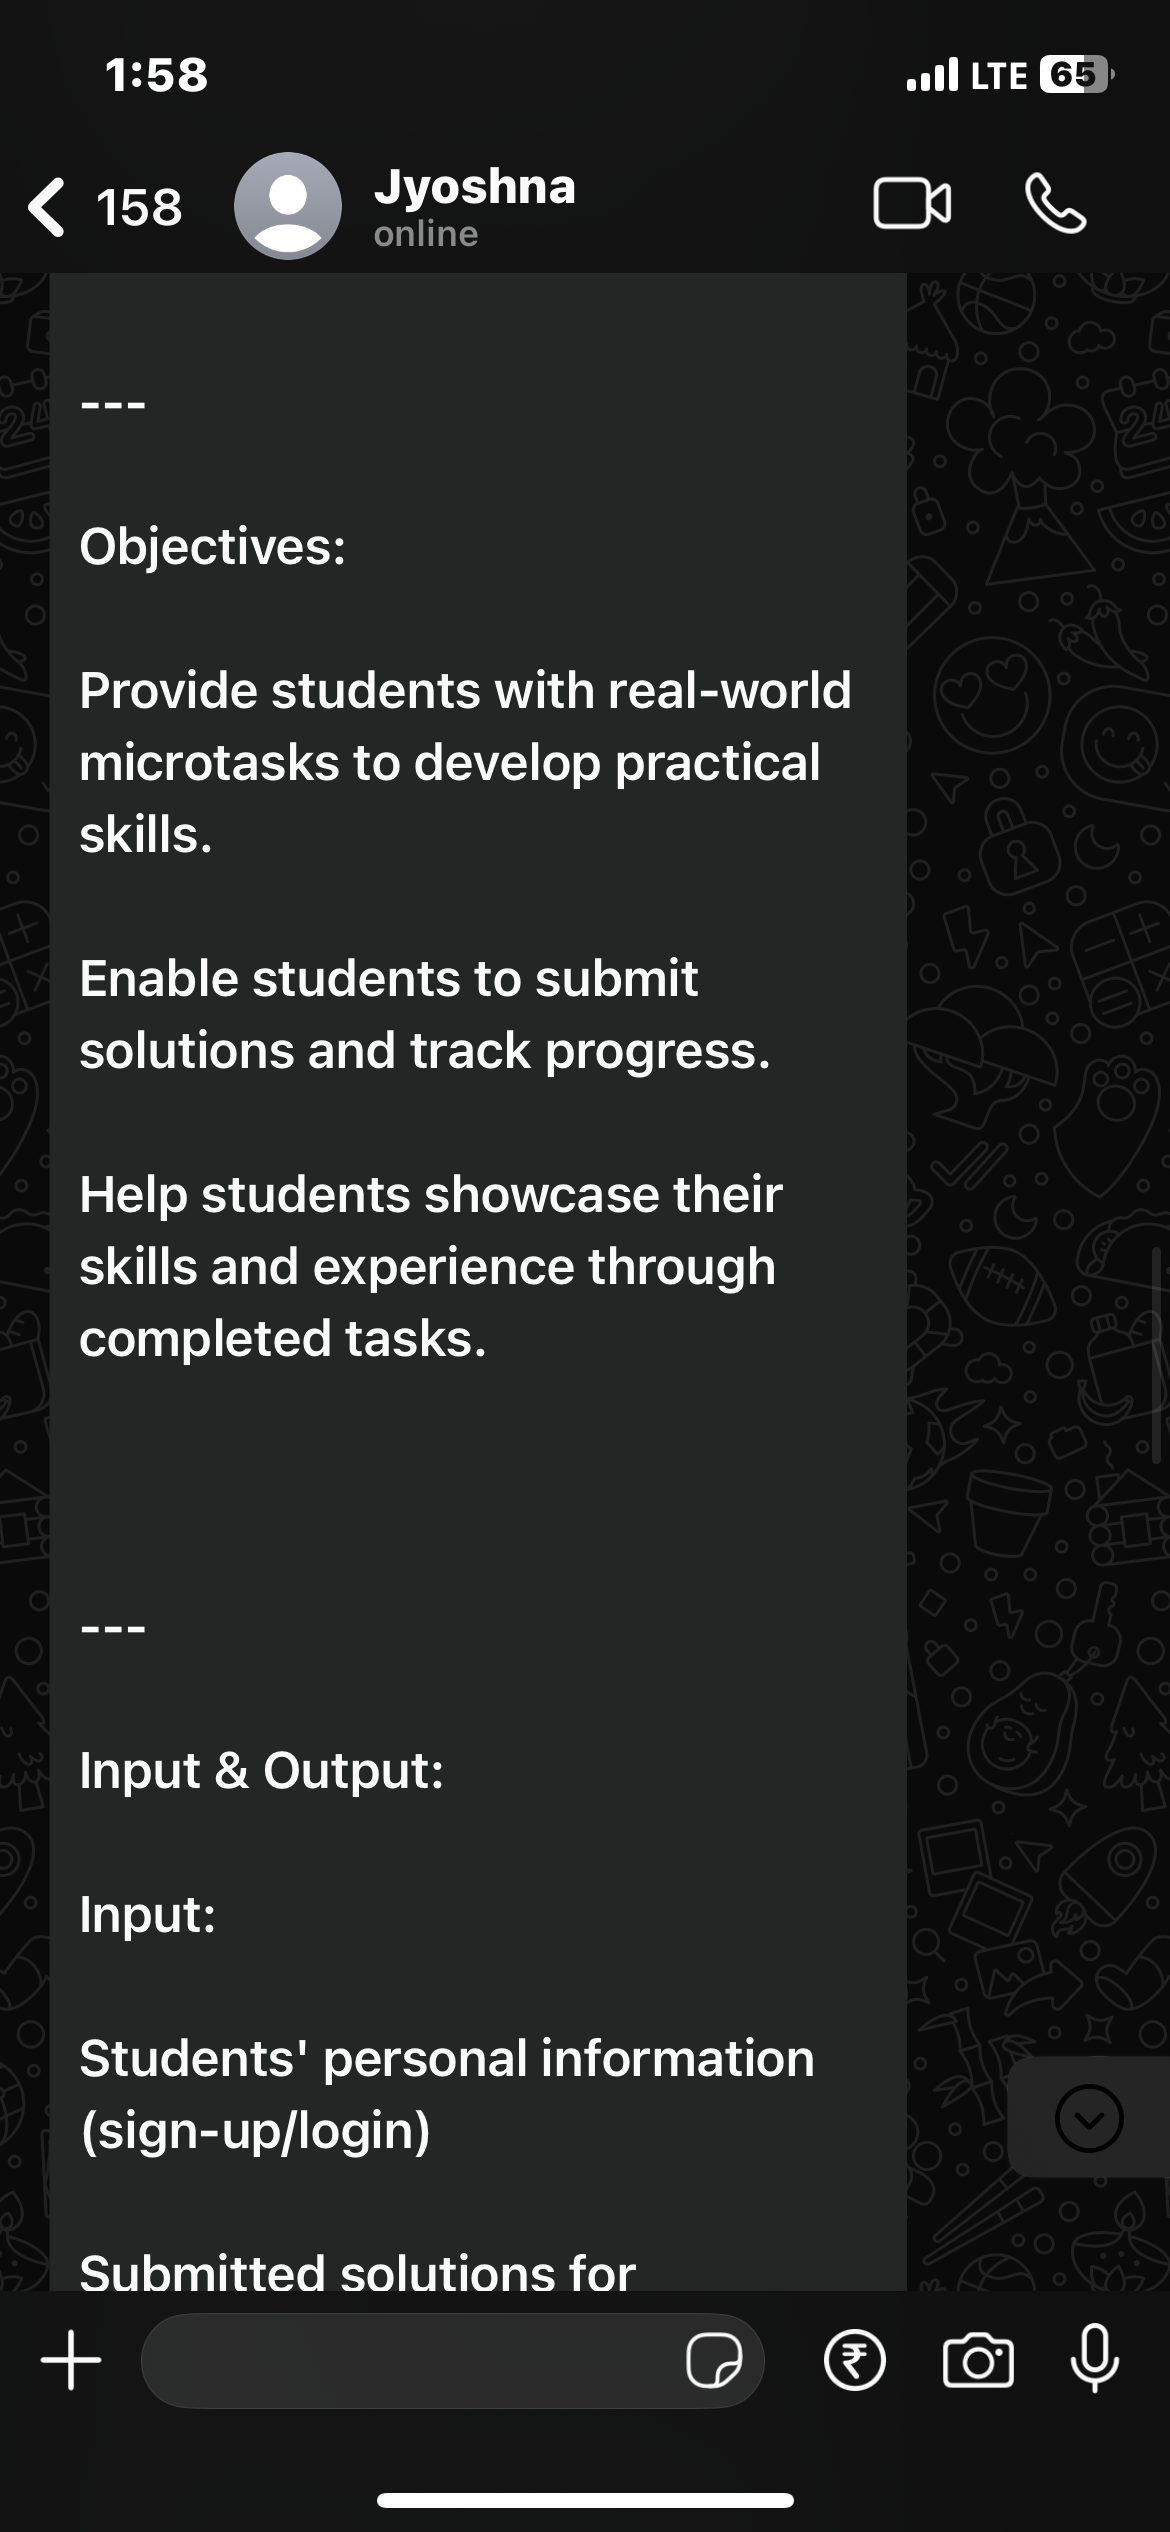 1:58
LTE 65
158
Jyoshna
online
---
Objectives:
Provide students with real-world
microtasks to develop practical
skills.
Enable students to submit
solutions and track progress.
Help students showcase their
skills and experience through
completed tasks.
---
Input & Output:
Input:
Students' personal information
(sign-up/login)
Submitted solutions for